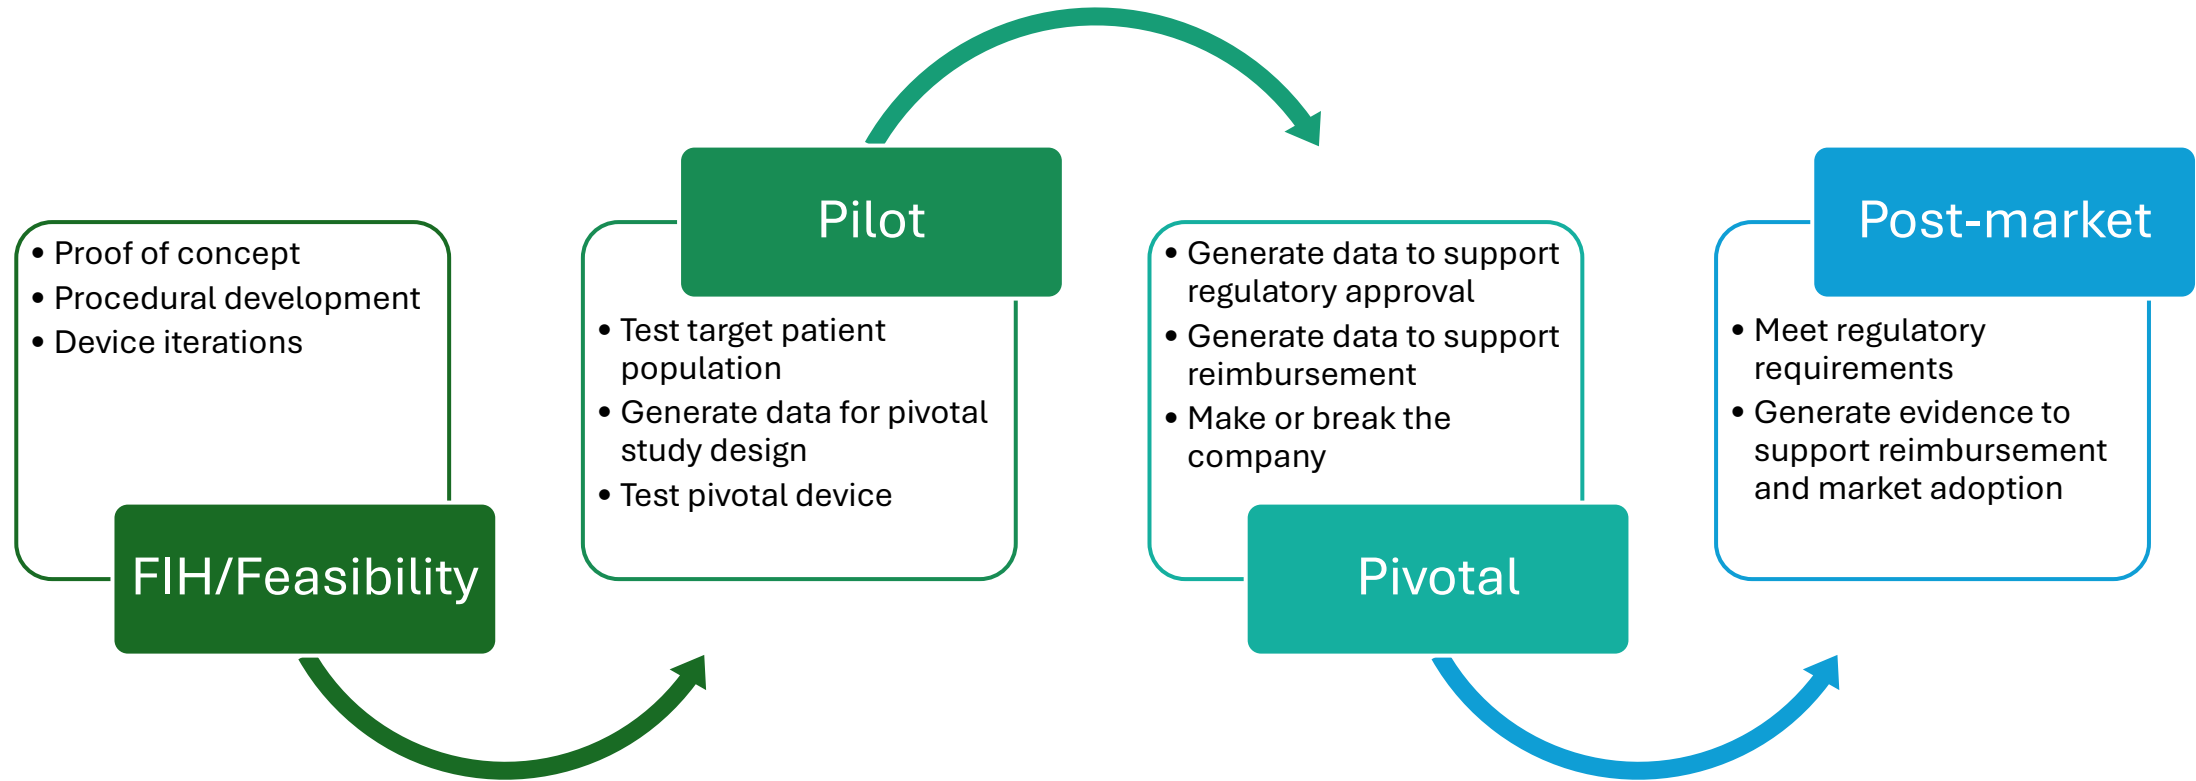 • Proof of concept
• Procedural development
• Device iterations
FIH/Feasibility
Pilot
• Test target patient
population
• Generate data for pivotal
study design
• Test pivotal device
• Generate data to support
regulatory approval
• Generate data to support
reimbursement
• Make or break the
company
Pivotal
Post-market
• Meet regulatory
requirements
• Generate evidence to
support reimbursement
and market adoption